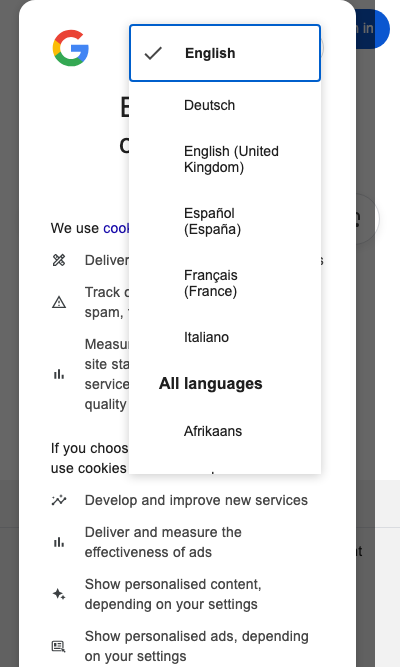 in
English
Deutsch
English (United
Kingdom)
Español
(España)
Français
(France)
Italiano
All languages
Afrikaans
We use
Deliver
Track
spam,
Measu
site sta
service
quality
If you choos
use cookies
Develop and improve new services
Deliver and measure the
effectiveness of ads
Show personalised content,
depending on your settings
Show personalised ads, depending
on your settings